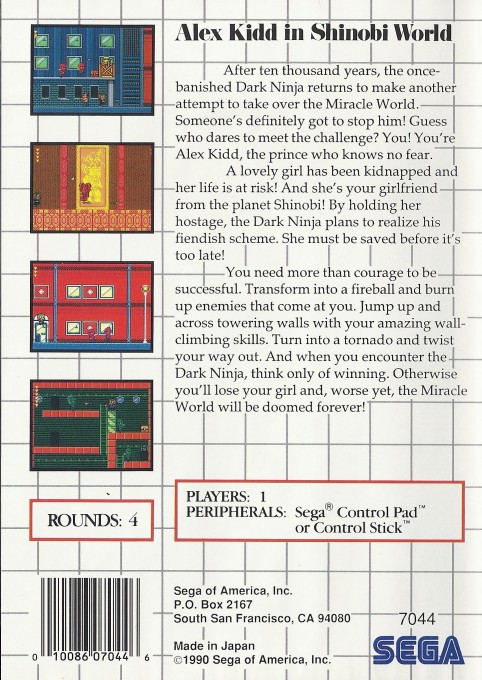 Alex Kidd in Shinobi World
After ten thousand years, the once-
banished Dark Ninja returns to make another
attempt to take over the Miracle World.
Someone's definitely got to stop him! Guess
who dares to meet the challenge? You! You're
Alex Kidd, the prince who knows no fear.
A lovely girl has been kidnapped and
her life is at risk! And she's your girlfriend
from the planet Shinobi! By holding her
hostage, the Dark Ninja plans to realize his
fiendish scheme. She must be saved before it's
too late!
You need more than courage to be
successful. Transform into a fireball and burn
up enemies that come at you. Jump up and
across towering walls with your amazing wall-
climbing skills. Turn into a tornado and twist
your way out. And when you encounter the
Dark Ninja, think only of winning. Otherwise
you'll lose your girl and, worse yet, the Miracle
World will be doomed forever!
ROUNDS: 4
PLAYERS: 1
PERIPHERALS: Sega® Control Pad™
or Control Stick™
0 10086 07044 6
Sega of America, Inc.
P.O. Box 2167
South San Francisco, CA 94080
7044
Made in Japan
©1990 Sega of America, Inc.
SEGA